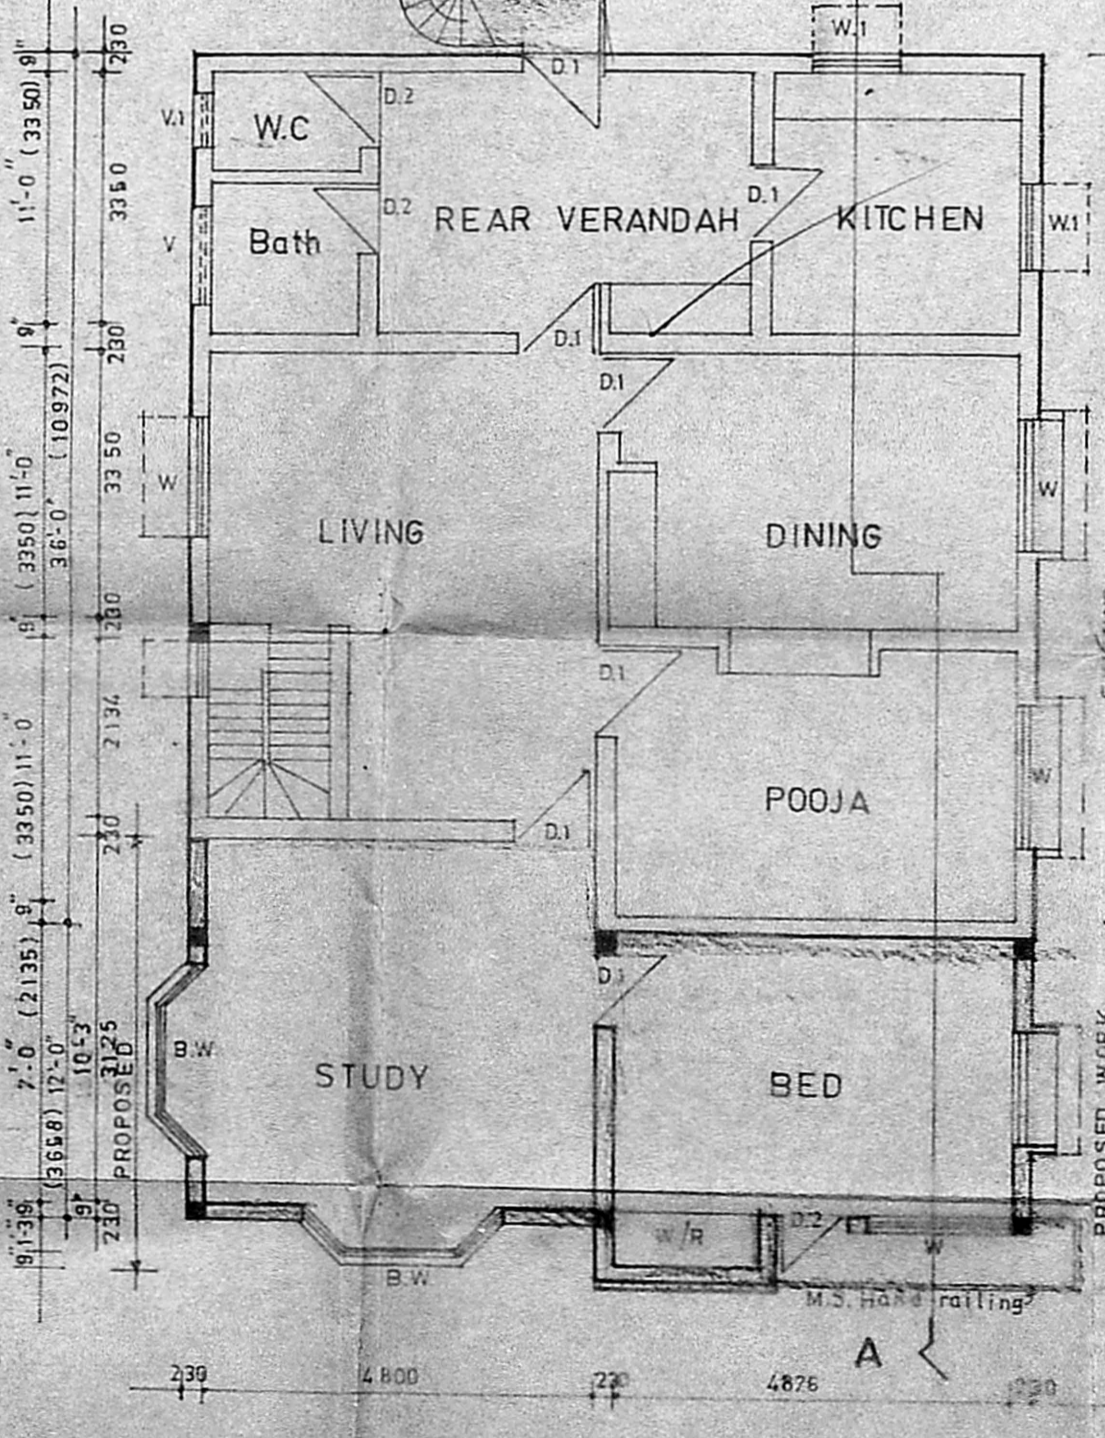 W.1
230
9"
D.1
11'-0" (3350)
3350
V.1
W.C
D.2
D.2
V
Bath
REAR VERANDAH
D.1
KITCHEN
W.1
9"
230
D.1
D.1
36'-0" (10972)
(3350) 11'-0"
3350
W
W
LIVING
DINING
9"
230
D.1
(3350) 11'-0"
2134
W
POOJA
D.1
230
9"
D.1
7'-0" (2135)
10'-3"
3125
PROPOSED
B.W
STUDY
BED
PROPOSED WORK
12'-0"
9"
230
W/R
D.2
W
B.W
M.S. Hand railing
A
230
4800
230
4876
230